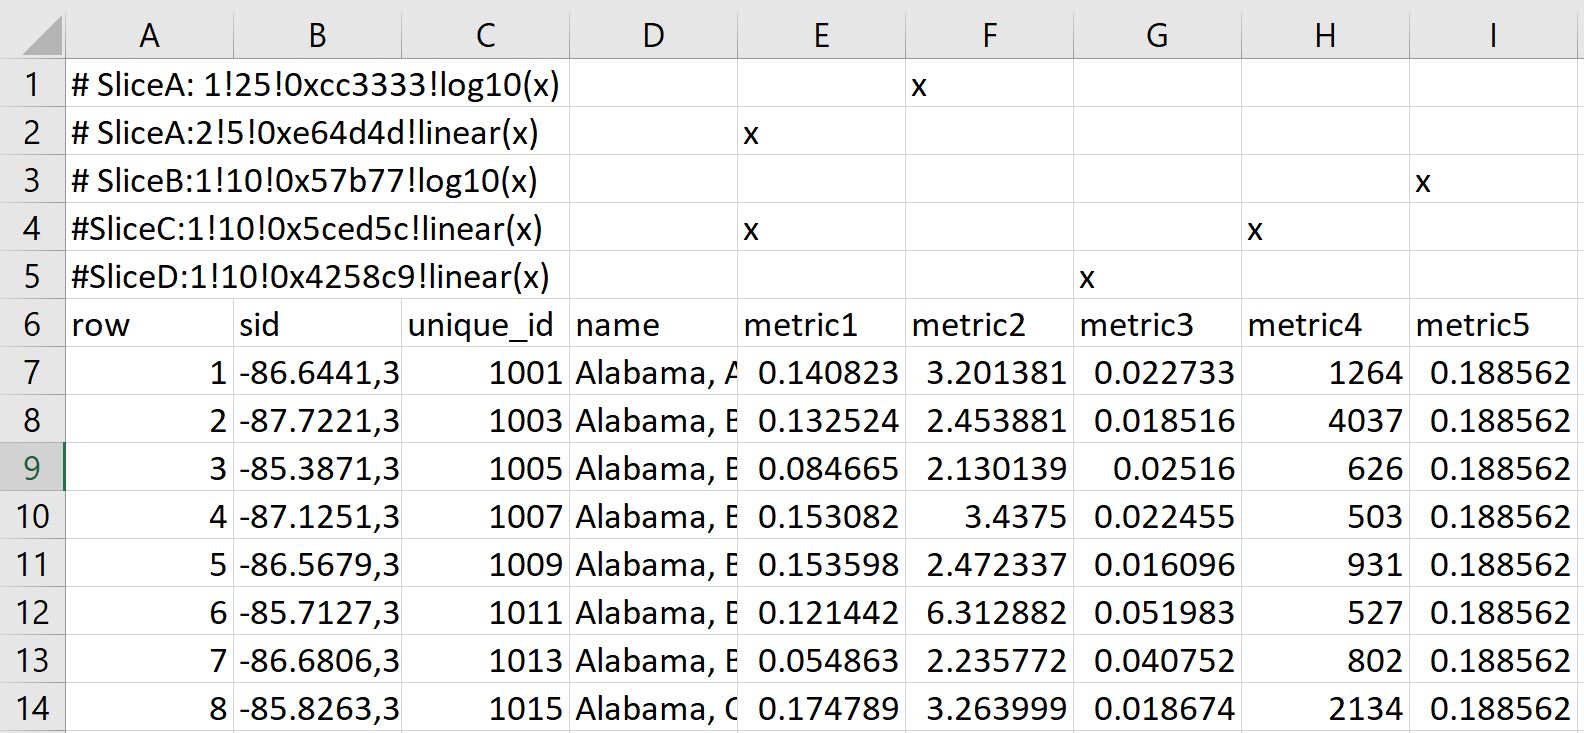 A B C D E F G H I
1 # SliceA: 1!25!0xcc3333!log10(x) x
2 # SliceA:2!5!0xe64d4d!linear(x) x
3 # SliceB:1!10!0x57b77!log10(x) x
4 #SliceC:1!10!0x5ced5c!linear(x) x x
5 #SliceD:1!10!0x4258c9!linear(x) x
6 row sid unique_id name metric1 metric2 metric3 metric4 metric5
7 1 -86.6441,3 1001 Alabama, A 0.140823 3.201381 0.022733 1264 0.188562
8 2 -87.7221,3 1003 Alabama, B 0.132524 2.453881 0.018516 4037 0.188562
9 3 -85.3871,3 1005 Alabama, B 0.084665 2.130139 0.02516 626 0.188562
10 4 -87.1251,3 1007 Alabama, B 0.153082 3.4375 0.022455 503 0.188562
11 5 -86.5679,3 1009 Alabama, B 0.153598 2.472337 0.016096 931 0.188562
12 6 -85.7127,3 1011 Alabama, B 0.121442 6.312882 0.051983 527 0.188562
13 7 -86.6806,3 1013 Alabama, B 0.054863 2.235772 0.040752 802 0.188562
14 8 -85.8263,3 1015 Alabama, C 0.174789 3.263999 0.018674 2134 0.188562